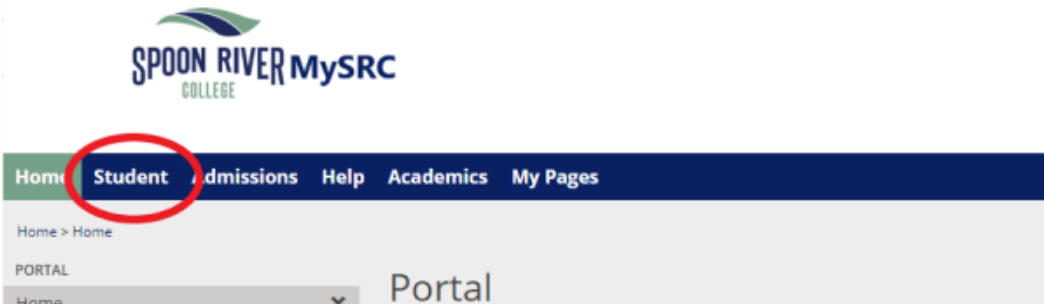 SPOON RIVER MySRC
COLLEGE
Home Student Admissions Help Academics My Pages
Home > Home
PORTAL
Portal
Home